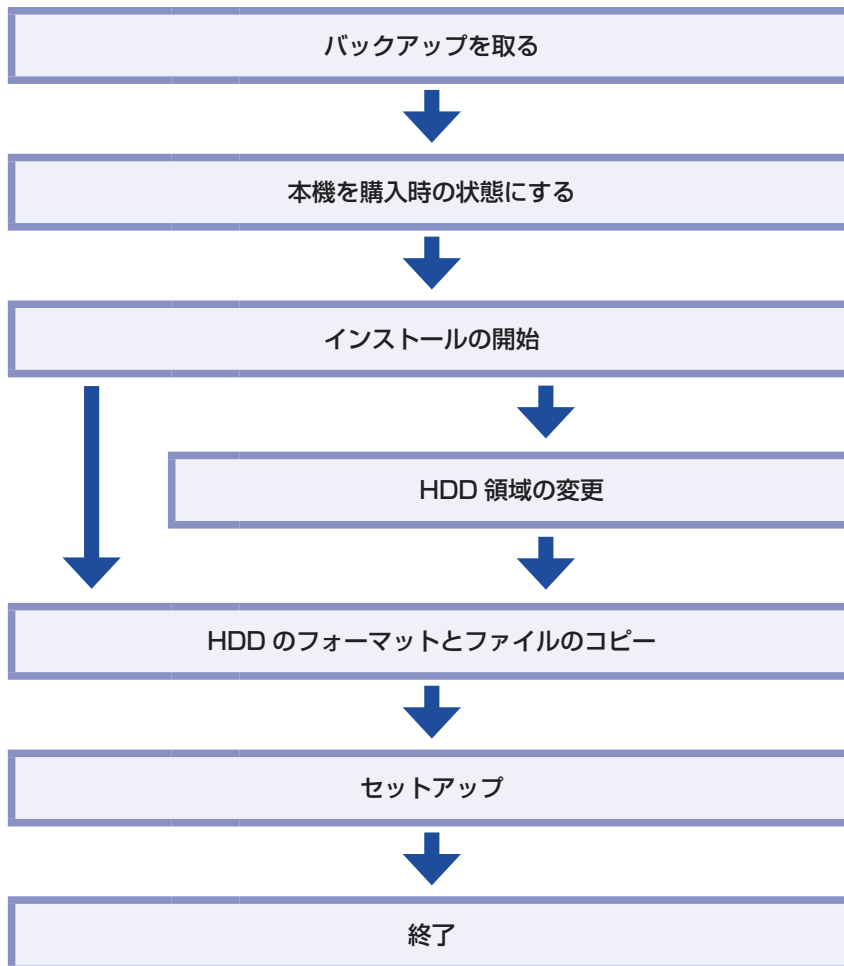 バックアップを取る
本機を購入時の状態にする
インストールの開始
HDD 領域の変更
HDD のフォーマットとファイルのコピー
セットアップ
終了